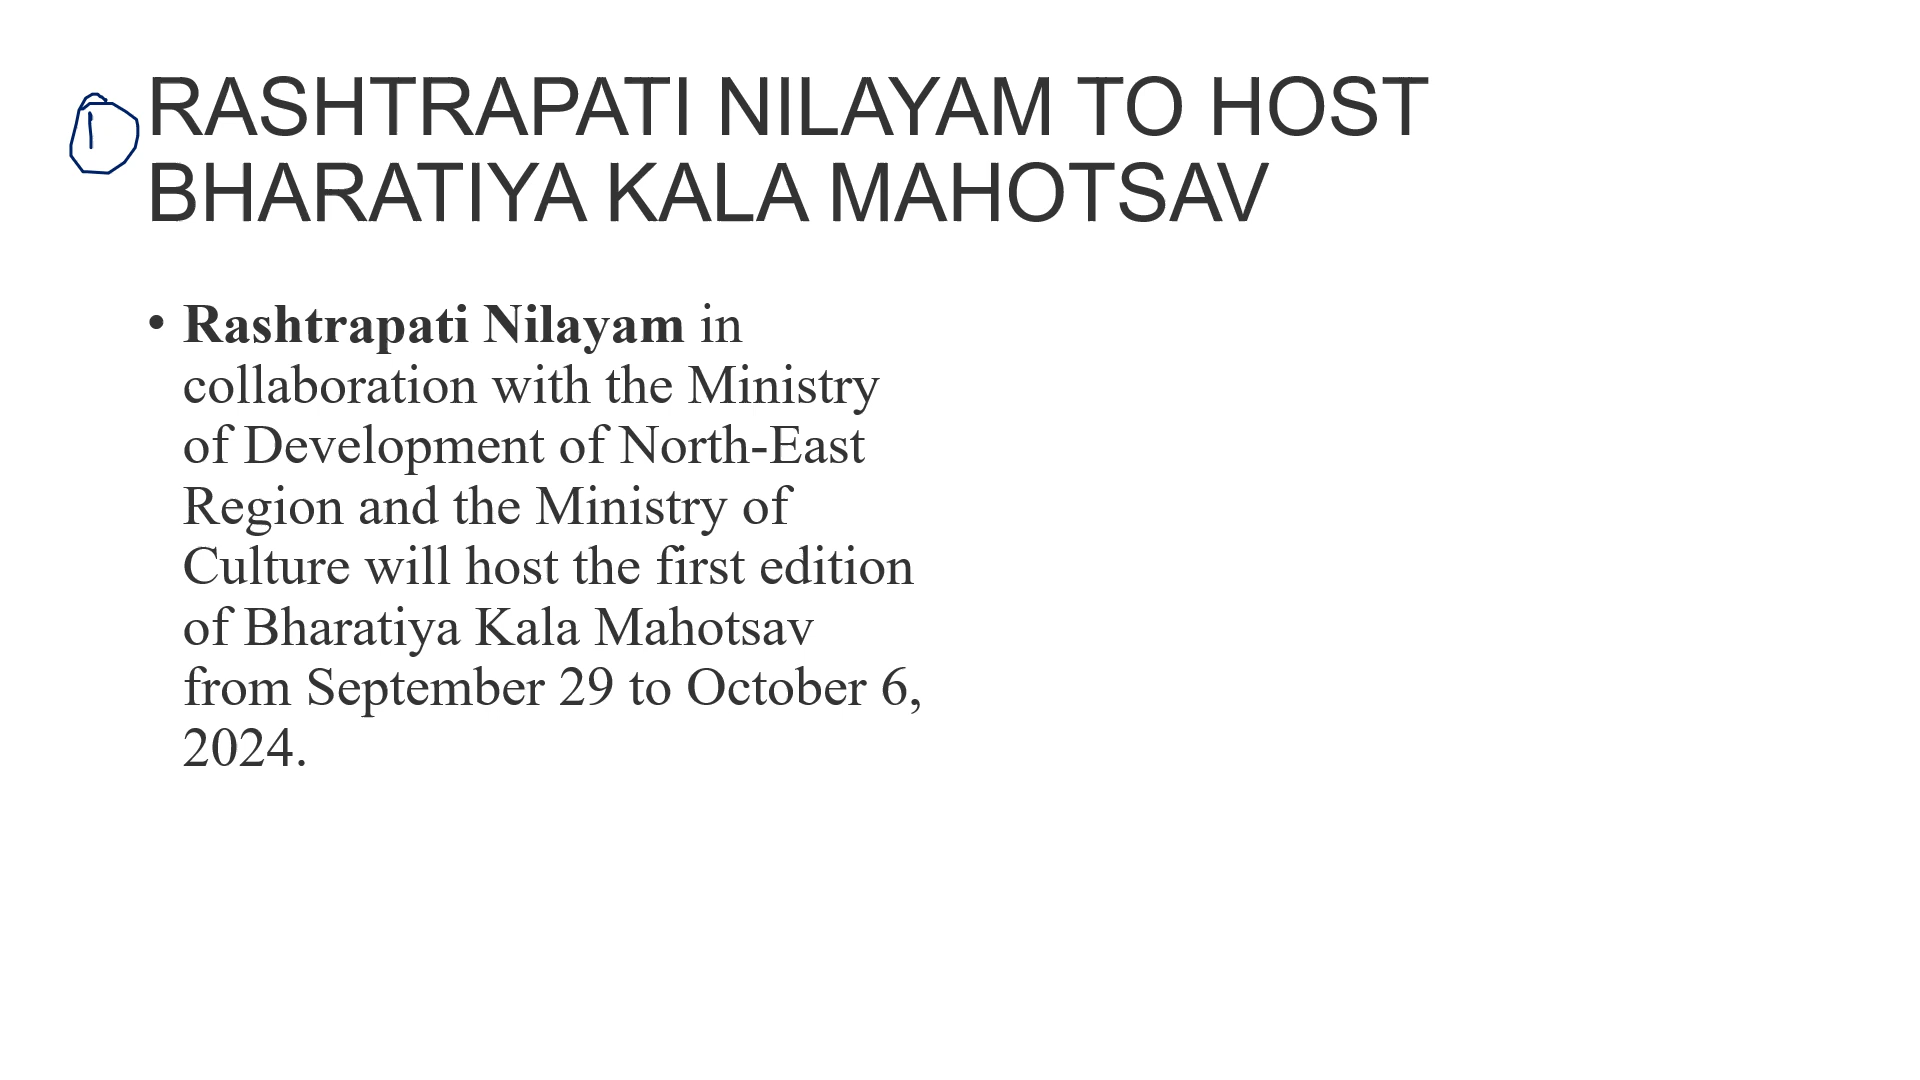 1
RASHTRAPATI NILAYAM TO HOST
BHARATIYA KALA MAHOTSAV
• Rashtrapati Nilayam in
collaboration with the Ministry
of Development of North-East
Region and the Ministry of
Culture will host the first edition
of Bharatiya Kala Mahotsav
from September 29 to October 6,
2024.